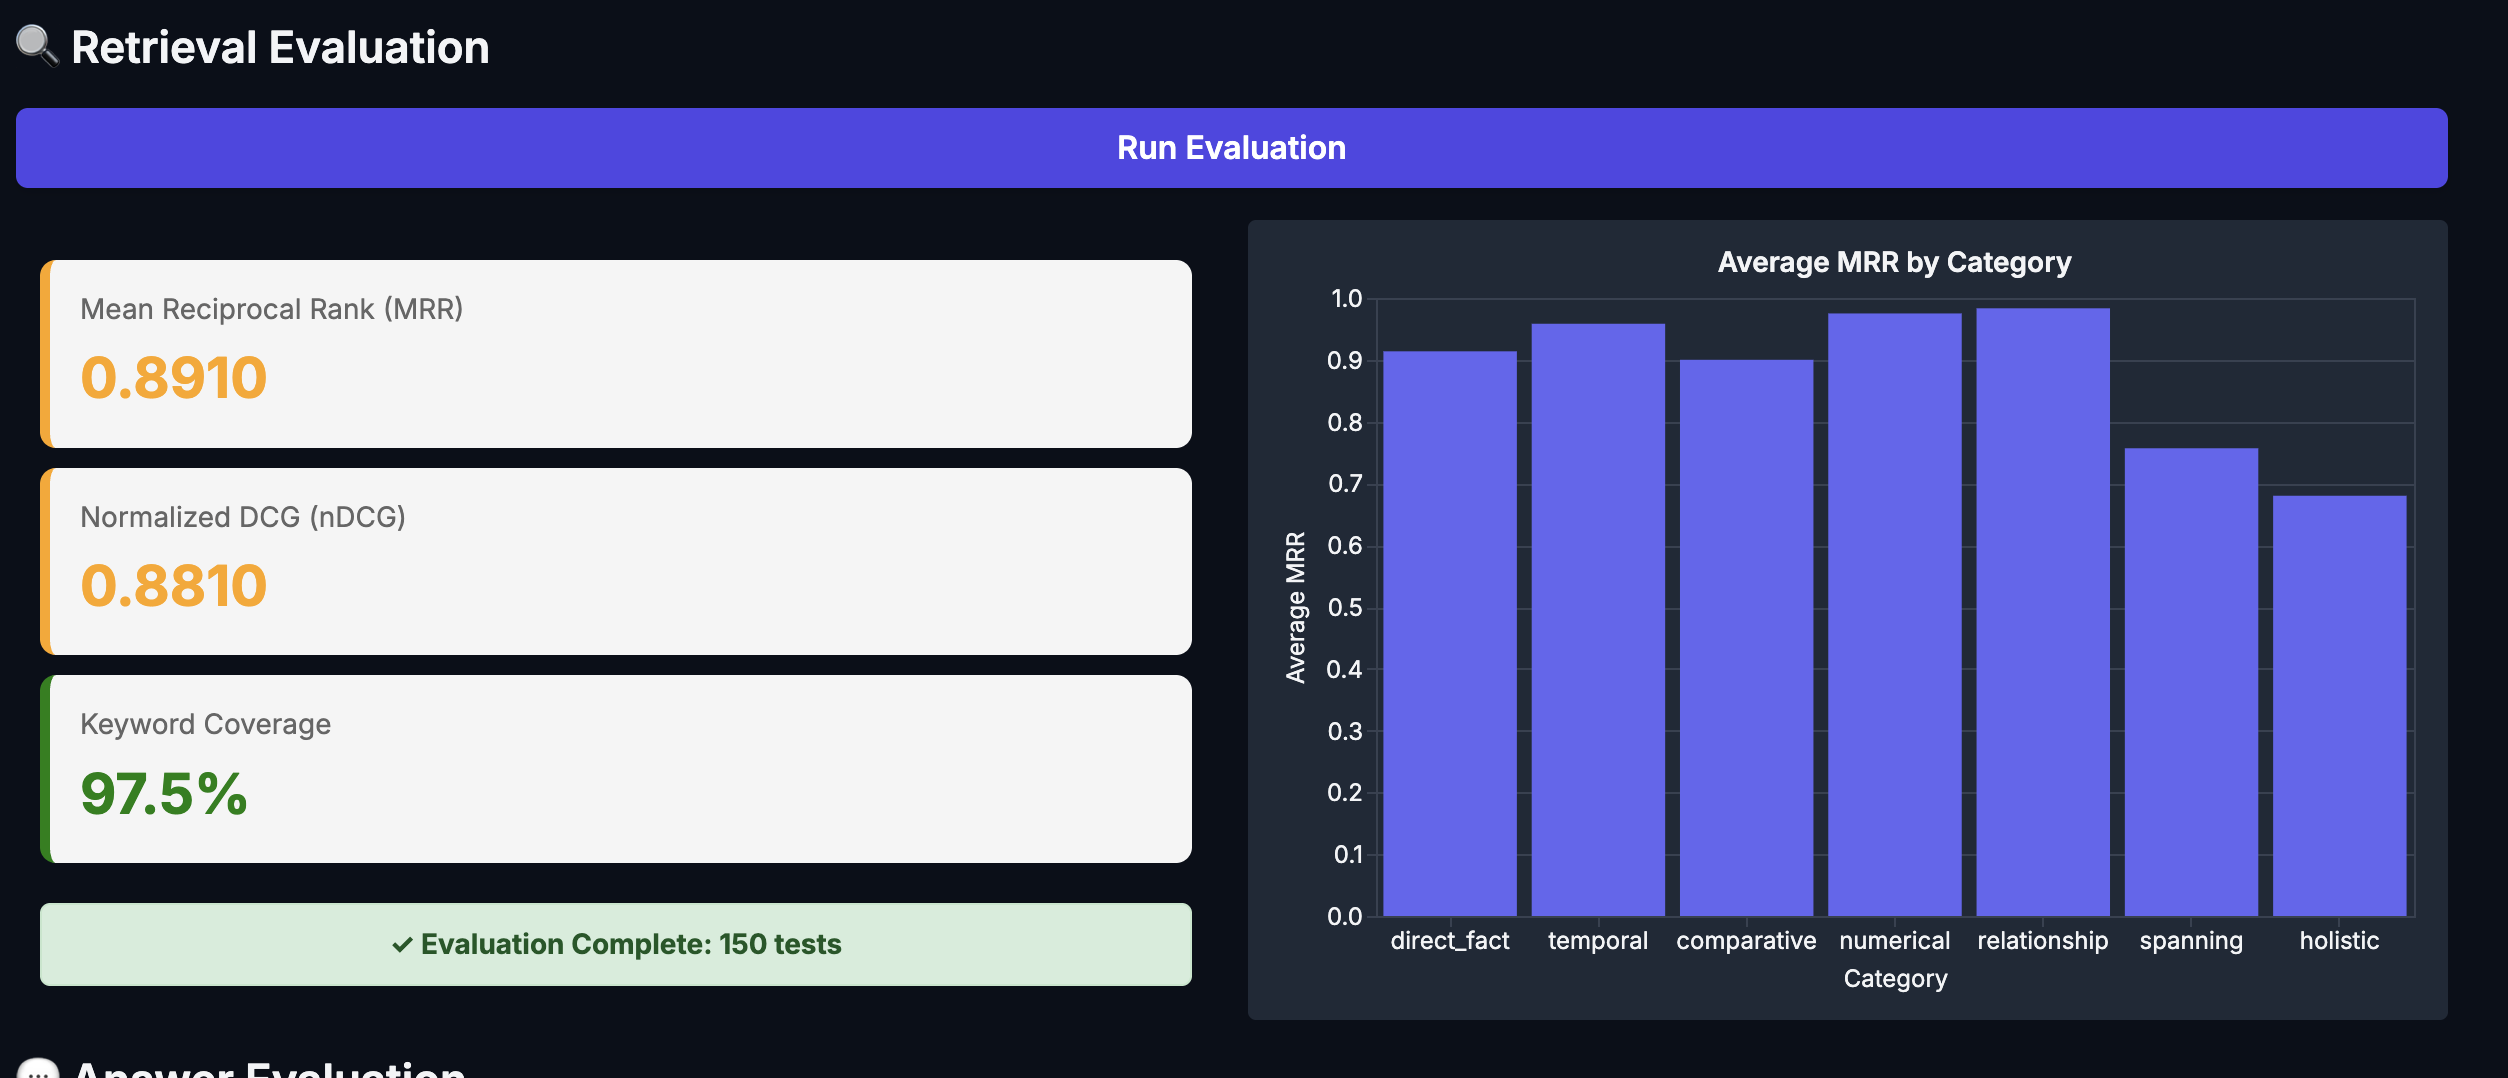 Retrieval Evaluation
Run Evaluation
Mean Reciprocal Rank (MRR)
0.8910
Normalized DCG (nDCG)
0.8810
Keyword Coverage
97.5%
✓ Evaluation Complete: 150 tests
Average MRR by Category
1.0
0.9
0.8
0.7
0.6
0.5
0.4
0.3
0.2
0.1
0.0
Average MRR
direct_fact temporal comparative numerical relationship spanning holistic
Category
Answer Evaluation